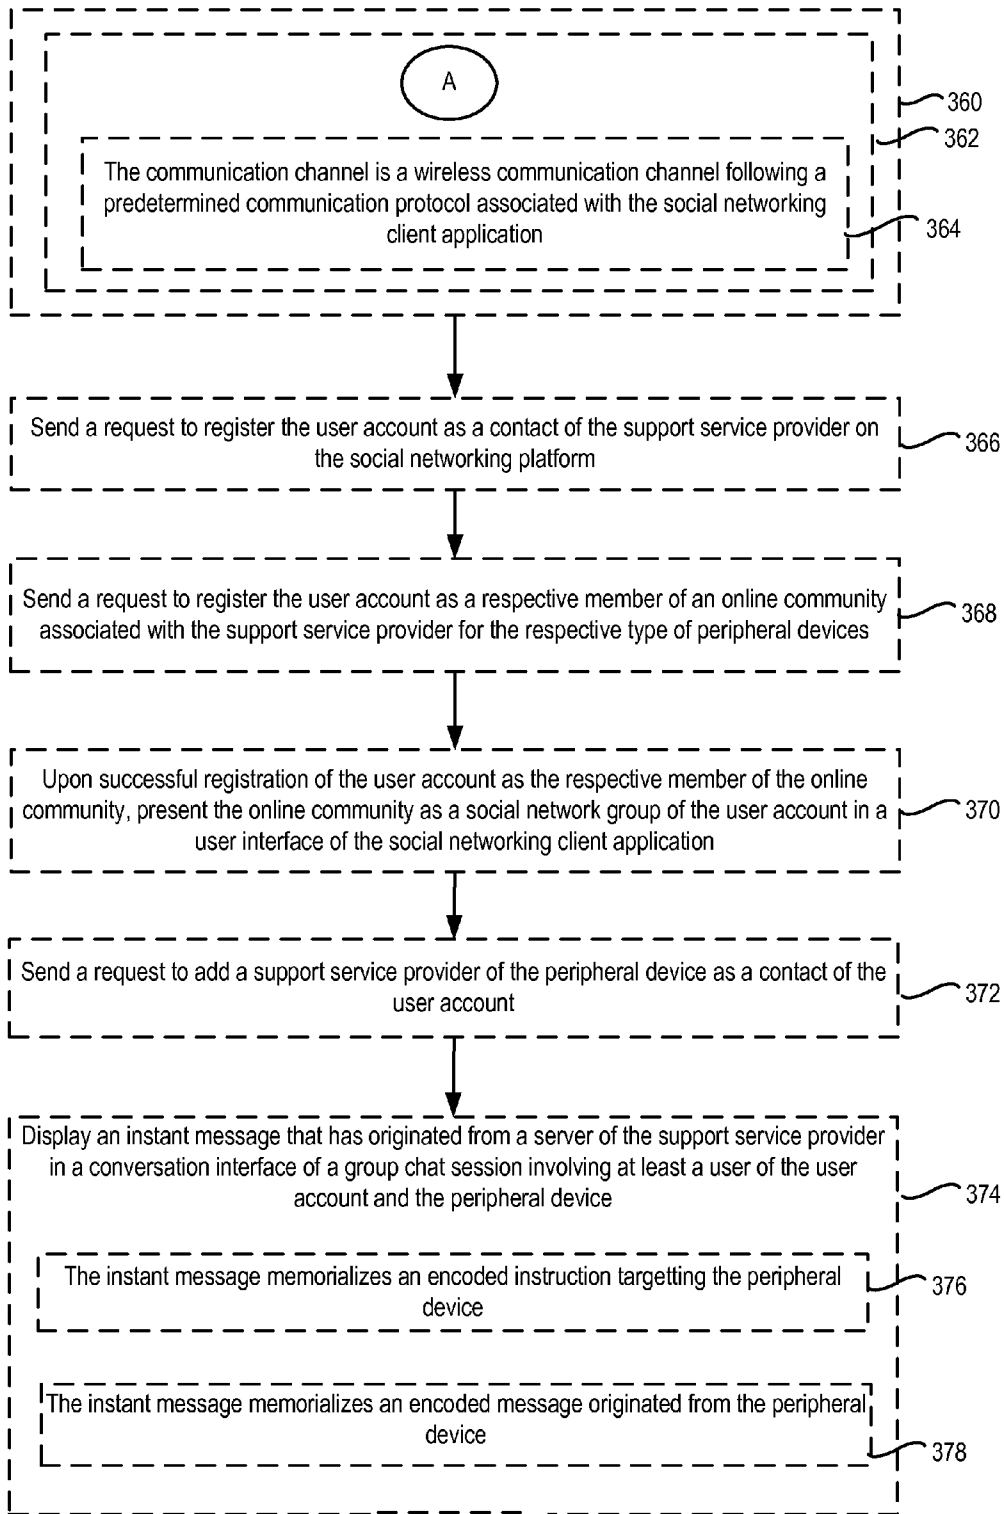 A
360
362
The communication channel is a wireless communication channel following a
predetermined communication protocol associated with the social networking
client application
364
Send a request to register the user account as a contact of the support service provider on
the social networking platform
366
Send a request to register the user account as a respective member of an online community
associated with the support service provider for the respective type of peripheral devices
368
Upon successful registration of the user account as the respective member of the online
community, present the online community as a social network group of the user account in a
user interface of the social networking client application
370
Send a request to add a support service provider of the peripheral device as a contact of the
user account
372
Display an instant message that has originated from a server of the support service provider
in a conversation interface of a group chat session involving at least a user of the user
account and the peripheral device
374
The instant message memorializes an encoded instruction targetting the peripheral
device
376
The instant message memorializes an encoded message originated from the peripheral
device
378